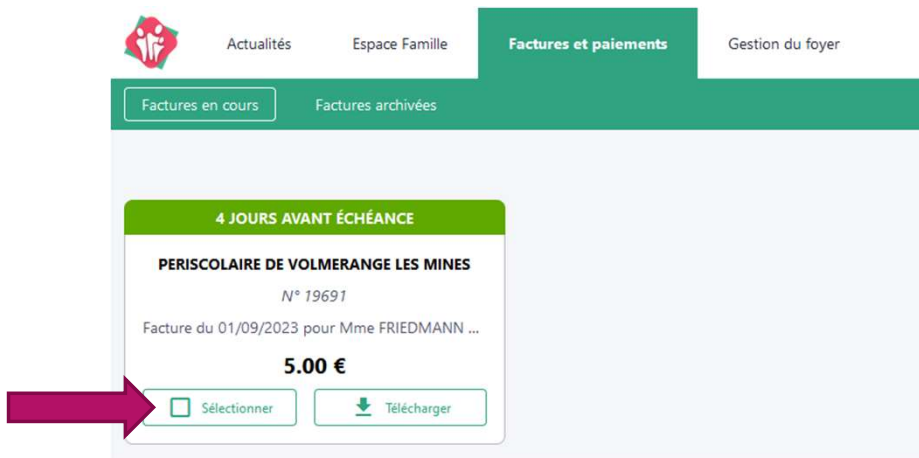 Actualités Espace Famille Factures et paiements Gestion du foyer
Factures en cours Factures archivées
4 JOURS AVANT ÉCHÉANCE
PERISCOLAIRE DE VOLMERANGE LES MINES
N° 19691
Facture du 01/09/2023 pour Mme FRIEDMANN ...
5.00 €
Sélectionner Télécharger